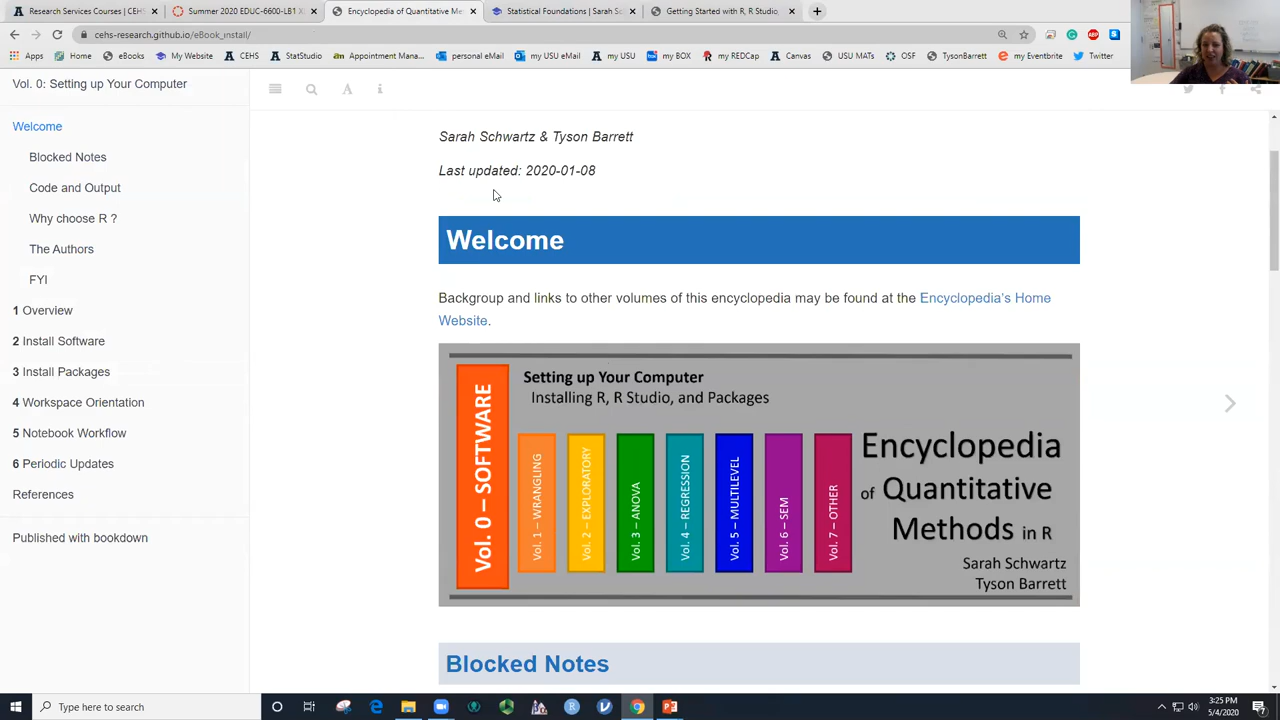 Research Services | Courses | CEHS
Summer 2020 EDUC-6600-LB1 X
Encyclopedia of Quantitative Me
Statistical Foundations | Sarah Sc
Getting Started with R, R Studio,
cehs-research.github.io/eBook_install/
Apps
Home
eBooks
My Website
CEHS
StatStudio
Appointment Mana...
personal eMail
my USU eMail
my USU
my BOX
my REDCap
Canvas
USU MATs
OSF
TysonBarrett
my Eventbrite
Twitter
Vol. 0: Setting up Your Computer
Welcome
Blocked Notes
Code and Output
Why choose R ?
The Authors
FYI
1 Overview
2 Install Software
3 Install Packages
4 Workspace Orientation
5 Notebook Workflow
6 Periodic Updates
References
Published with bookdown
Sarah Schwartz & Tyson Barrett
Last updated: 2020-01-08
Welcome
Backgroup and links to other volumes of this encyclopedia may be found at the Encyclopedia's Home
Website.
Setting up Your Computer
Installing R, R Studio, and Packages
Vol. 0 – SOFTWARE
Vol. 1 – WRANGLING
Vol. 2 – EXPLORATORY
Vol. 3 – ANOVA
Vol. 4 – REGRESSION
Vol. 5 – MULTILEVEL
Vol. 6 – SEM
Vol. 7 – OTHER
Encyclopedia
of Quantitative
Methods in R
Sarah Schwartz
Tyson Barrett
Blocked Notes
Type here to search
3:25 PM
5/4/2020